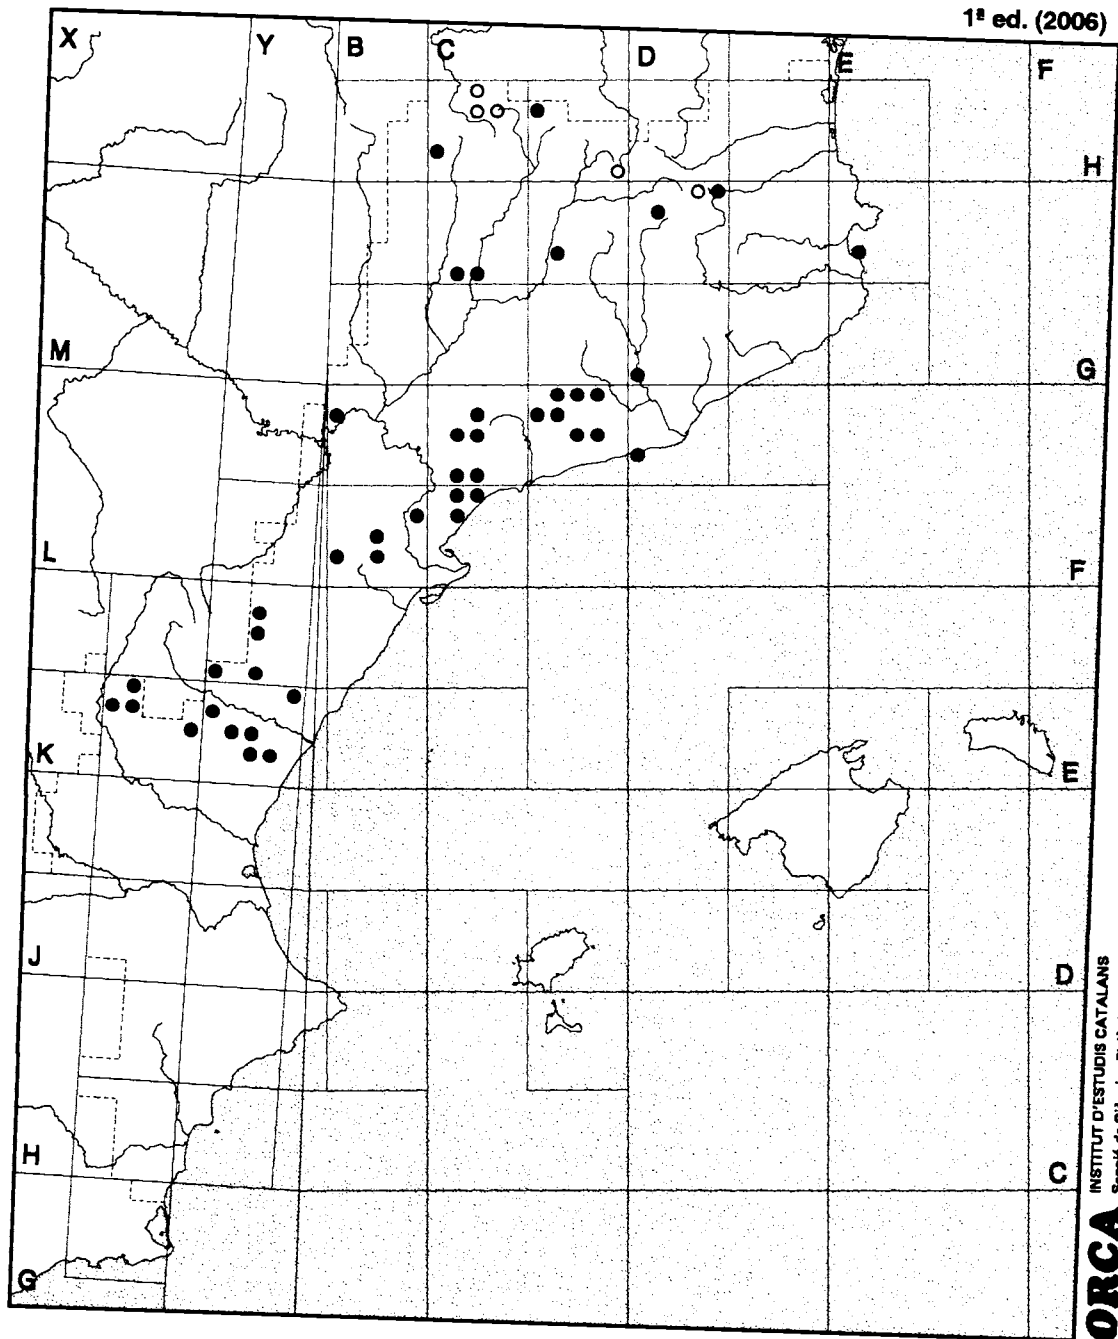 1ª ed. (2006)
X Y B C D E F
H
M G
L F
K E
J D
H C
G
ORCA INSTITUT D'ESTUDIS CATALANS